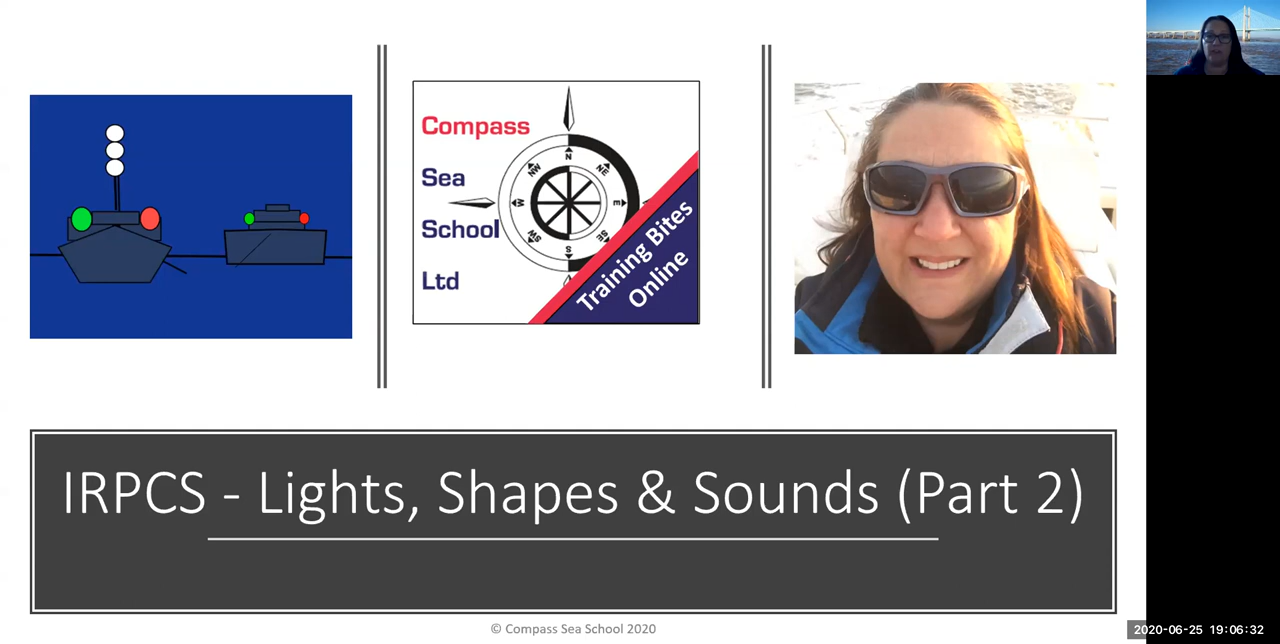 Compass
Sea
School
Ltd
N
NE
E
SE
S
SW
W
NW
Training Bites
Online
IRPCS - Lights, Shapes & Sounds (Part 2)
© Compass Sea School 2020
2020-06-25 19:06:32